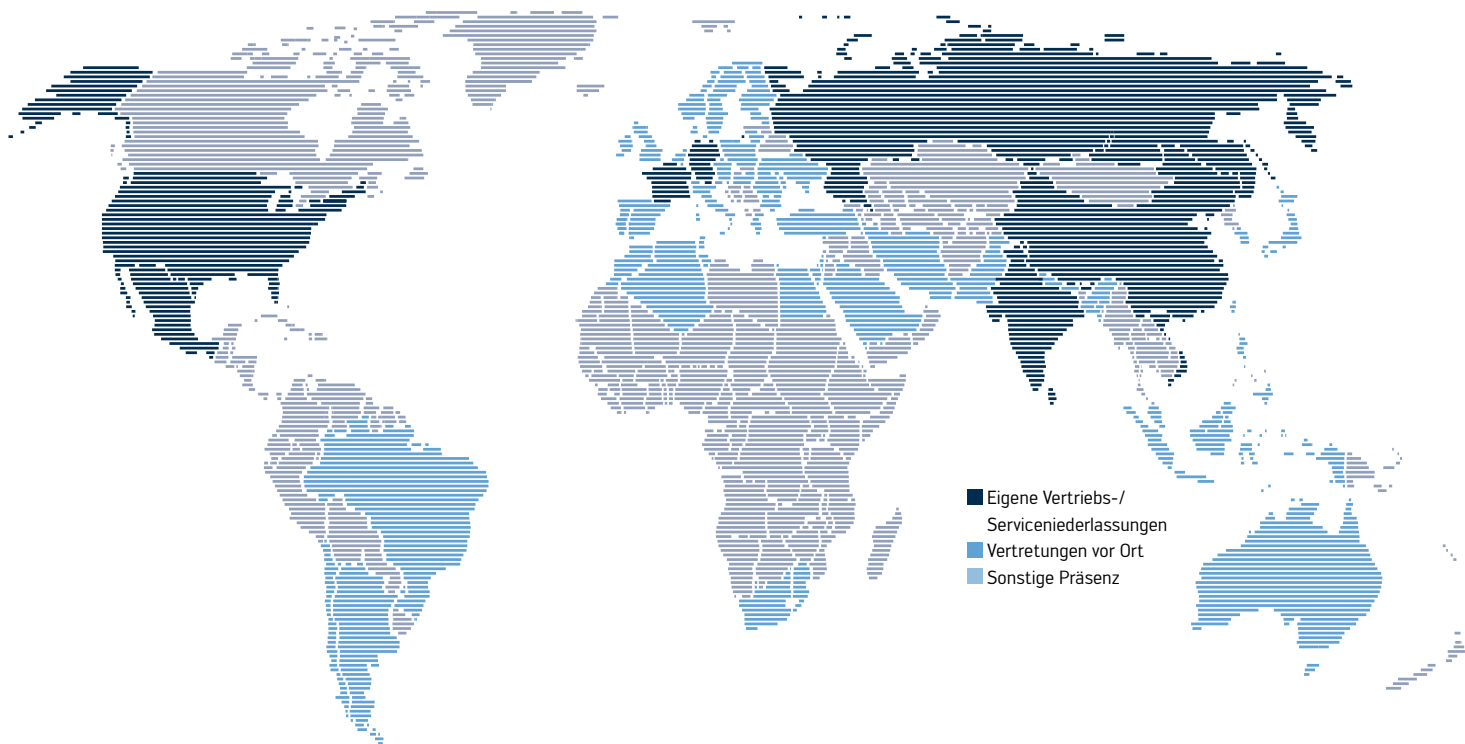 Eigene Vertriebs-/
Serviceniederlassungen
Vertretungen vor Ort
Sonstige Präsenz